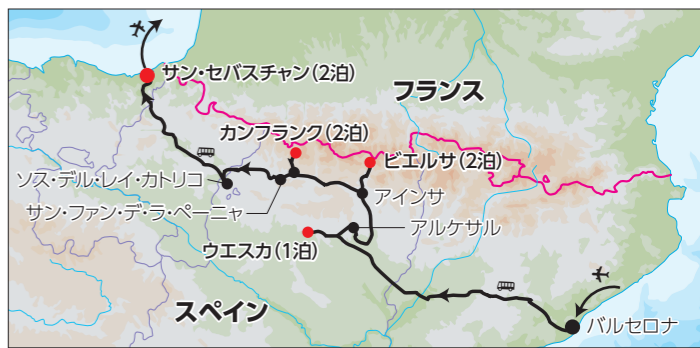 サン・セバスチャン（2泊）
フランス
カンフランク（2泊）
ビエルサ（2泊）
ソス・デル・レイ・カトリコ
アインサ
サン・ファン・デ・ラ・ペーニャ
アルケサル
ウエスカ（1泊）
スペイン
バルセロナ